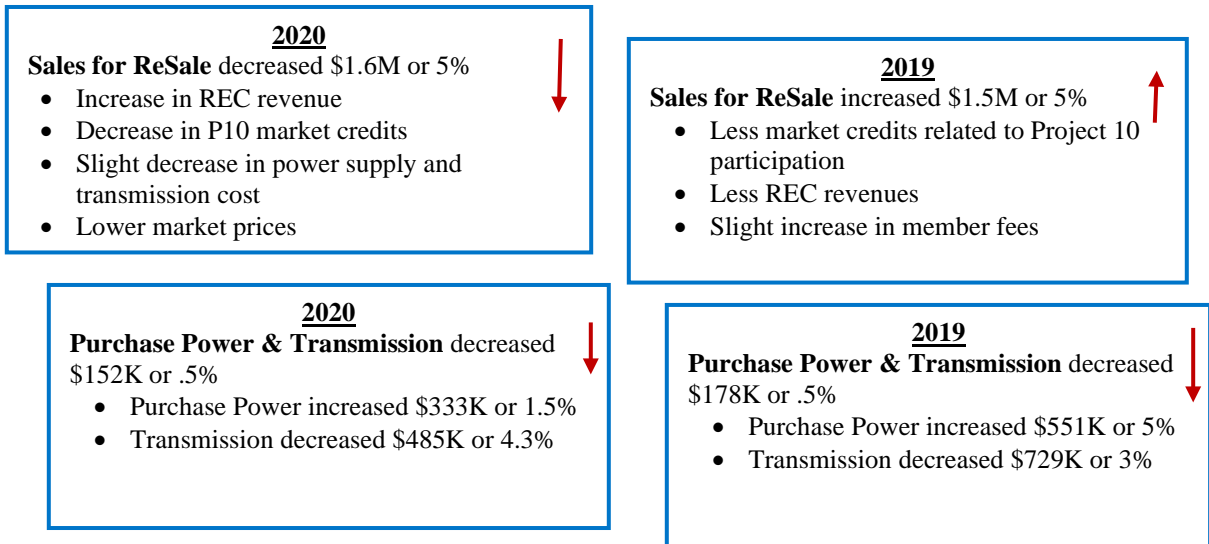 2020
Sales for ReSale decreased $1.6M or 5%
• Increase in REC revenue
• Decrease in P10 market credits
• Slight decrease in power supply and
transmission cost
• Lower market prices
2019
Sales for ReSale increased $1.5M or 5%
• Less market credits related to Project 10
participation
• Less REC revenues
• Slight increase in member fees
2020
Purchase Power & Transmission decreased
$152K or .5%
• Purchase Power increased $333K or 1.5%
• Transmission decreased $485K or 4.3%
2019
Purchase Power & Transmission decreased
$178K or .5%
• Purchase Power increased $551K or 5%
• Transmission decreased $729K or 3%